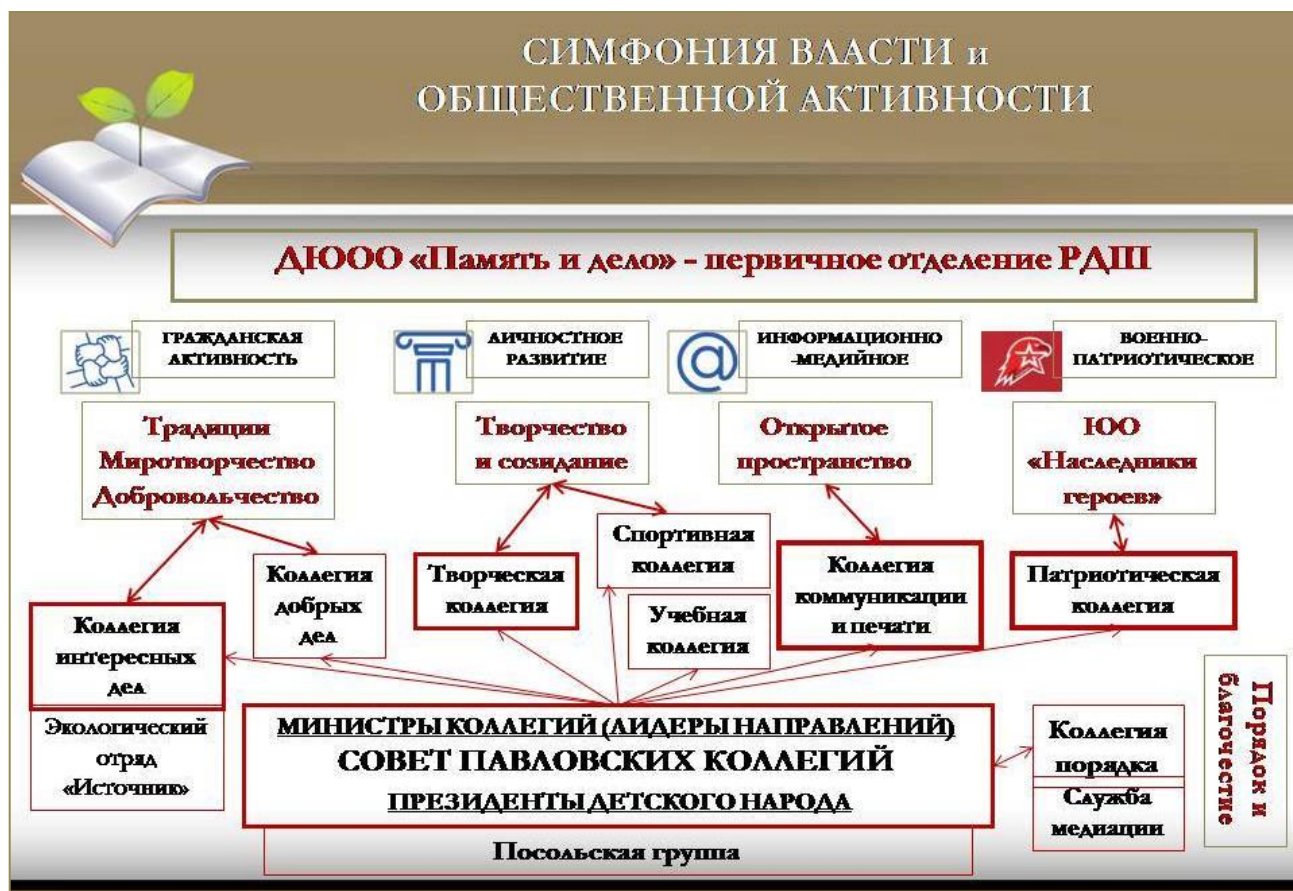 СИМФОНИЯ ВЛАСТИ и
ОБЩЕСТВЕННОЙ АКТИВНОСТИ
ДЮОО «Память и дело» - первичное отделение РДШ
ГРАЖДАНСКАЯ
АКТИВНОСТЬ
ЛИЧНОСТНОЕ
РАЗВИТИЕ
@
ИНФОРМАЦИОННО
-МЕДИЙНОЕ
ВОЕННО-
ПАТРИОТИЧЕСКОЕ
Традиции
Миротворчество
Добровольчество
Творчество
и созидание
Открытое
пространство
ЮО
«Наследники
героев»
Коллегия
интересных
дел
Коллегия
добрых
дел
Творческая
коллегия
Спортивная
коллегия
Учебная
коллегия
Коллегия
коммуникации
и печати
Патриотическая
коллегия
Экологический
отряд
«Источник»
МИНИСТРЫ КОЛЛЕГИЙ (ЛИДЕРЫ НАПРАВЛЕНИЙ)
СОВЕТ ПАВЛОВСКИХ КОЛЛЕГИЙ
ПРЕЗИДЕНТЫ ДЕТСКОГО НАРОДА
Посольская группа
Коллегия
порядка
Служба
медиации
Порядок и
благочестие